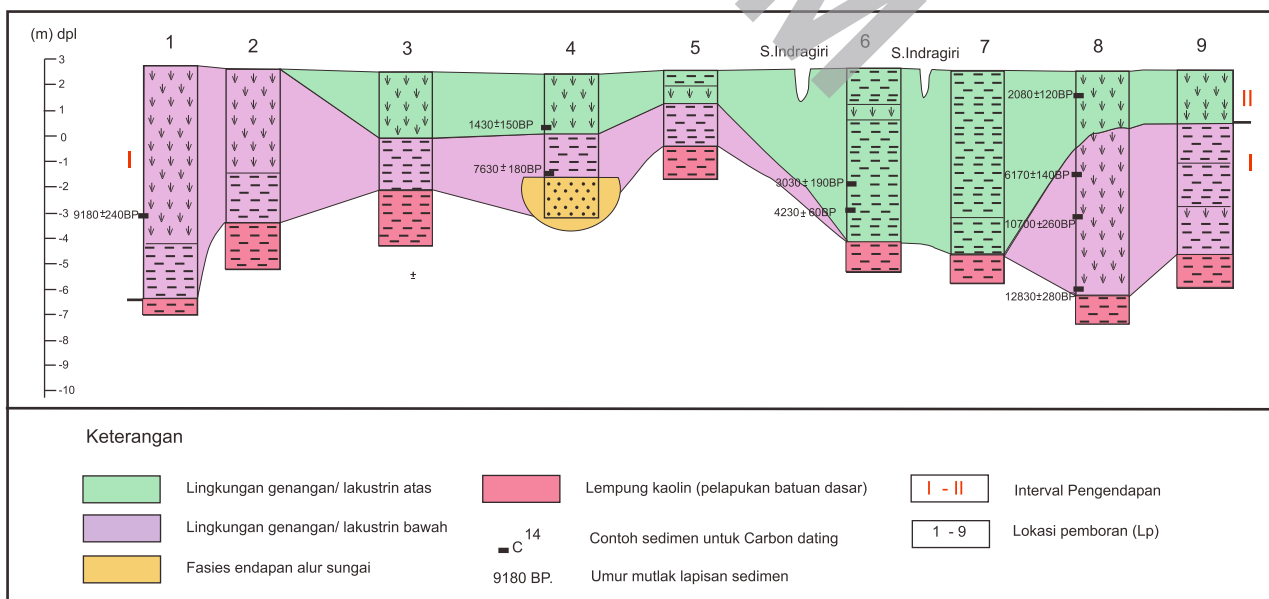 (m) dpl
1
2
3
4
5
S.Indragiri
6
S.Indragiri
7
8
9
M
3
2
1
0
-1
-2
-3
-4
-5
-6
-7
-8
-9
-10
I
9180±240BP
1430±150BP
7630±180BP
±
3030±190BP
4230±60BP
2080±120BP
6170±140BP
10700±260BP
12830±280BP
II
I
Keterangan
Lingkungan genangan/ lakustrin atas
Lingkungan genangan/ lakustrin bawah
Fasies endapan alur sungai
Lempung kaolin (pelapukan batuan dasar)
C 14
Contoh sedimen untuk Carbon dating
9180 BP.
Umur mutlak lapisan sedimen
I - II
Interval Pengendapan
1 - 9
Lokasi pemboran (Lp)